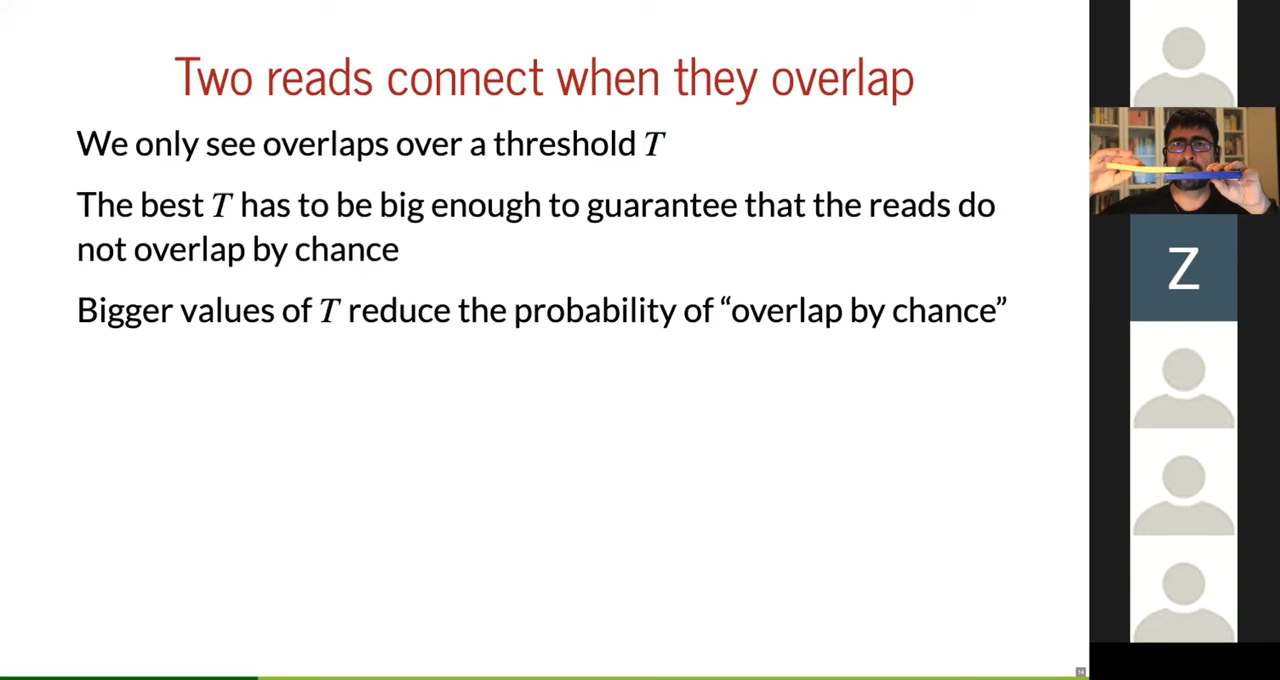 Two reads connect when they overlap
We only see overlaps over a threshold T
The best T has to be big enough to guarantee that the reads do
not overlap by chance
Bigger values of T reduce the probability of “overlap by chance”
Z